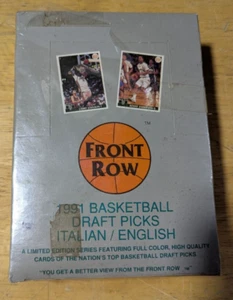 FRONT
ROW
™
1991 BASKETBALL
DRAFT PICKS
ITALIAN / ENGLISH
A LIMITED EDITION SERIES FEATURING FULL COLOR, HIGH QUALITY
CARDS OF THE NATION'S TOP BASKETBALL DRAFT PICKS.
"YOU GET A BETTER VIEW FROM THE FRONT ROW